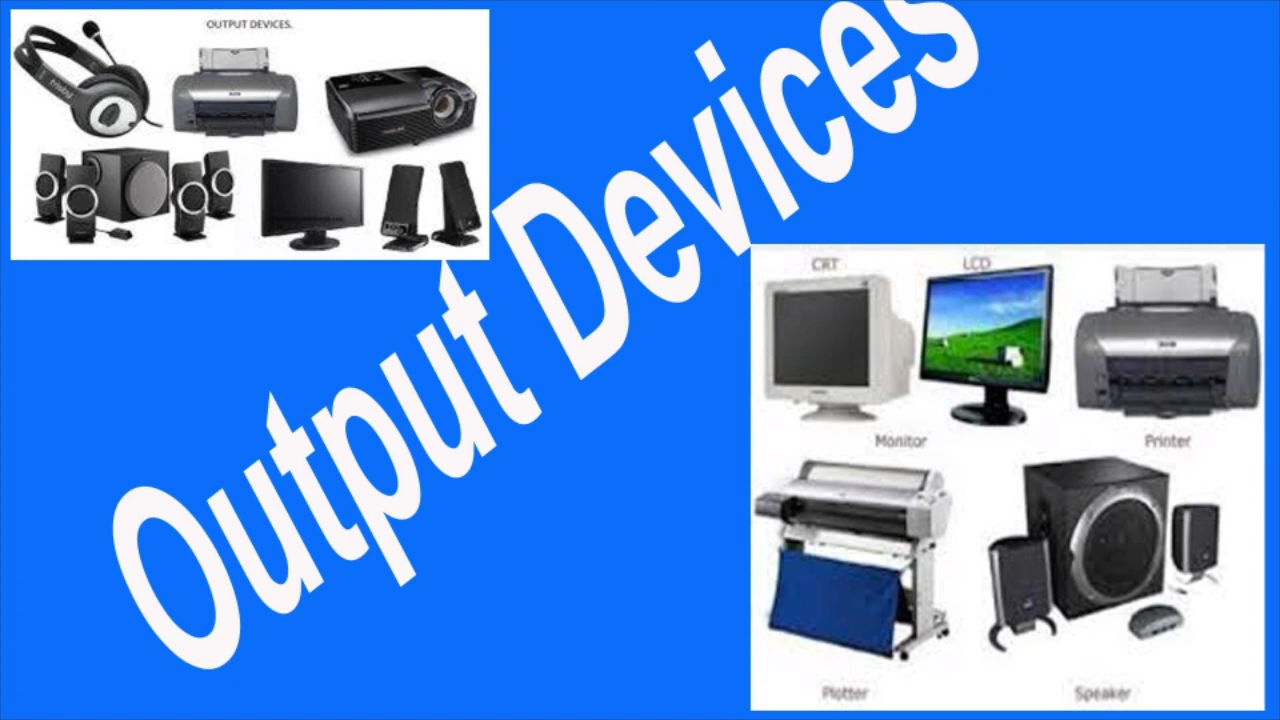 OUTPUT DEVICES.
Output Devices
CRT LCD
Monitor Printer
Plotter Speaker